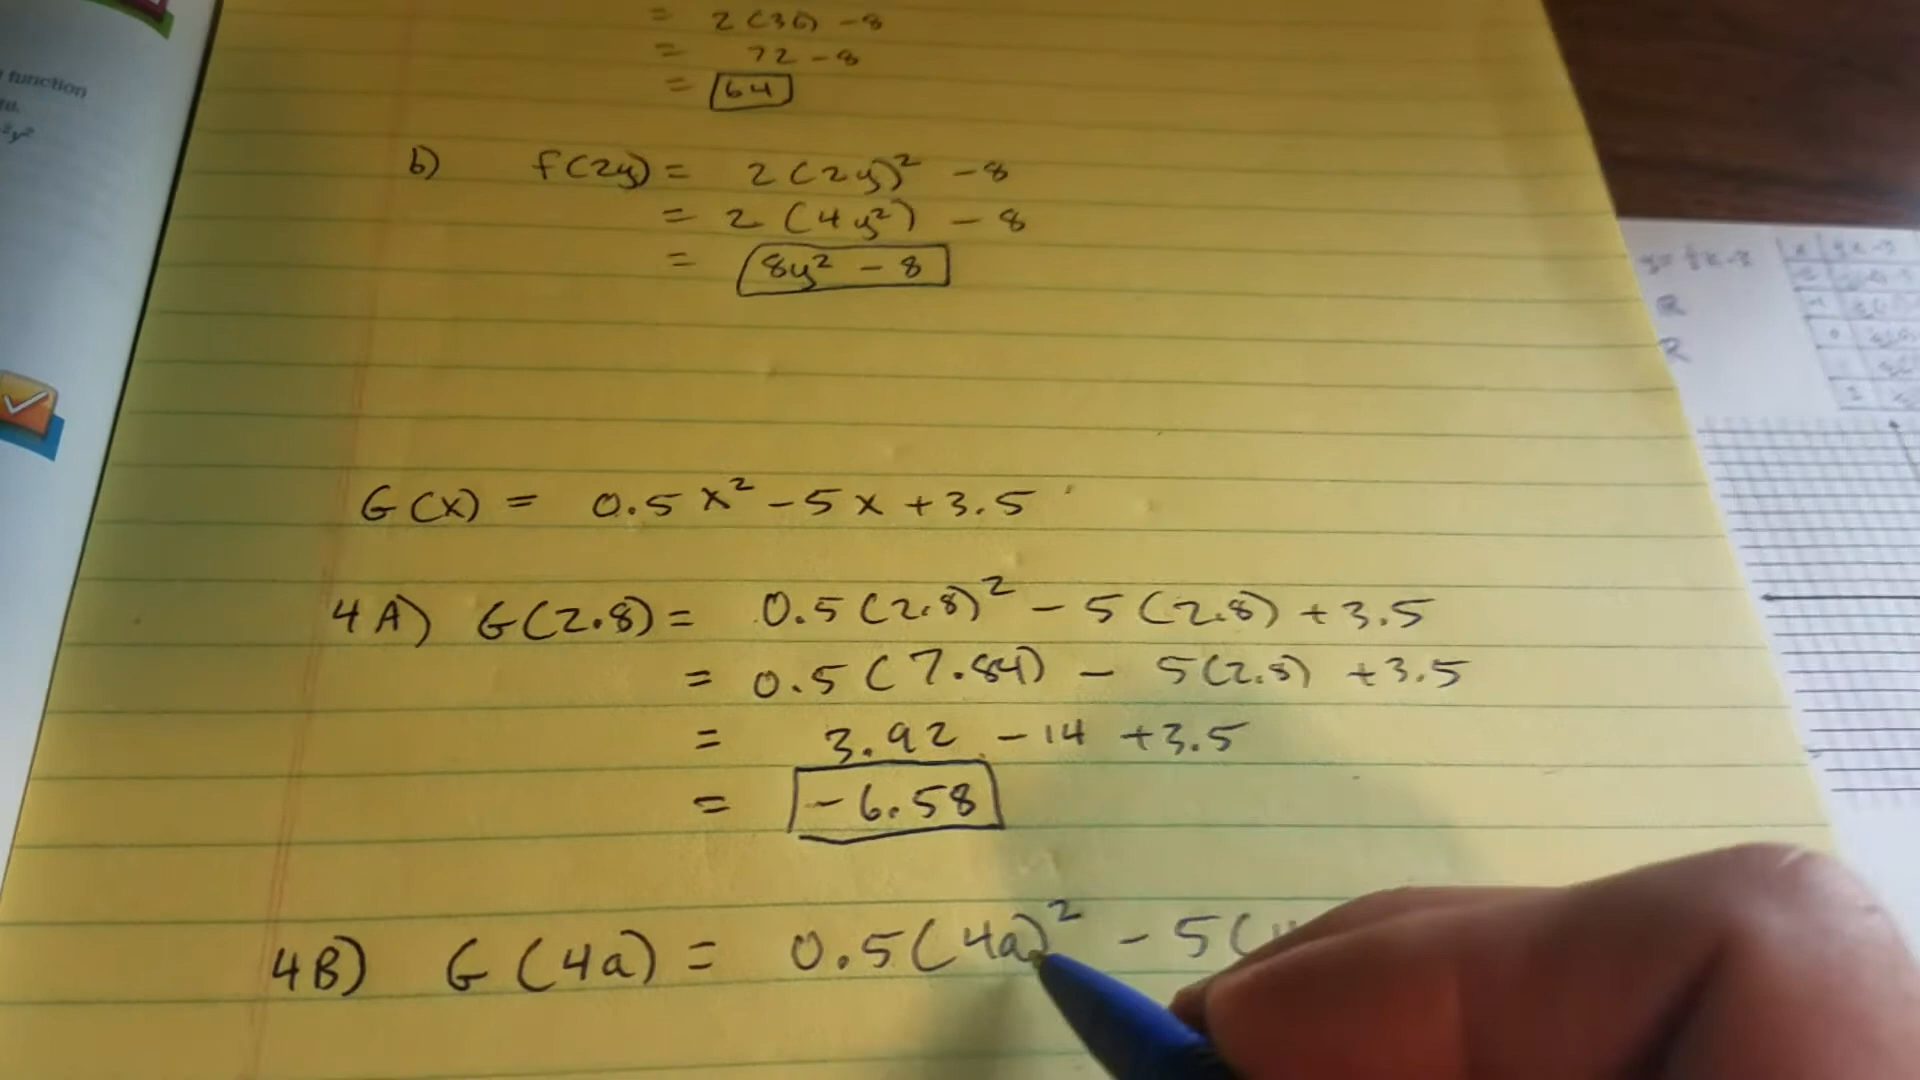 = 2(36) - 8
= 72 - 8
= 64
function
b) f(2y) = 2(2y)² - 8
= 2(4y²) - 8
= 8y² - 8
G(x) = 0.5x² - 5x + 3.5
4A) G(2.8) = 0.5(2.8)² - 5(2.8) + 3.5
= 0.5(7.84) - 5(2.8) + 3.5
= 3.92 - 14 + 3.5
= -6.58
4B) G(4a) = 0.5(4a)² - 5(